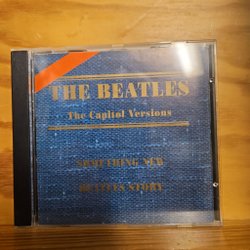 THE BEATLES
The Capitol Versions
SOMETHING NEW
BEATLES STORY